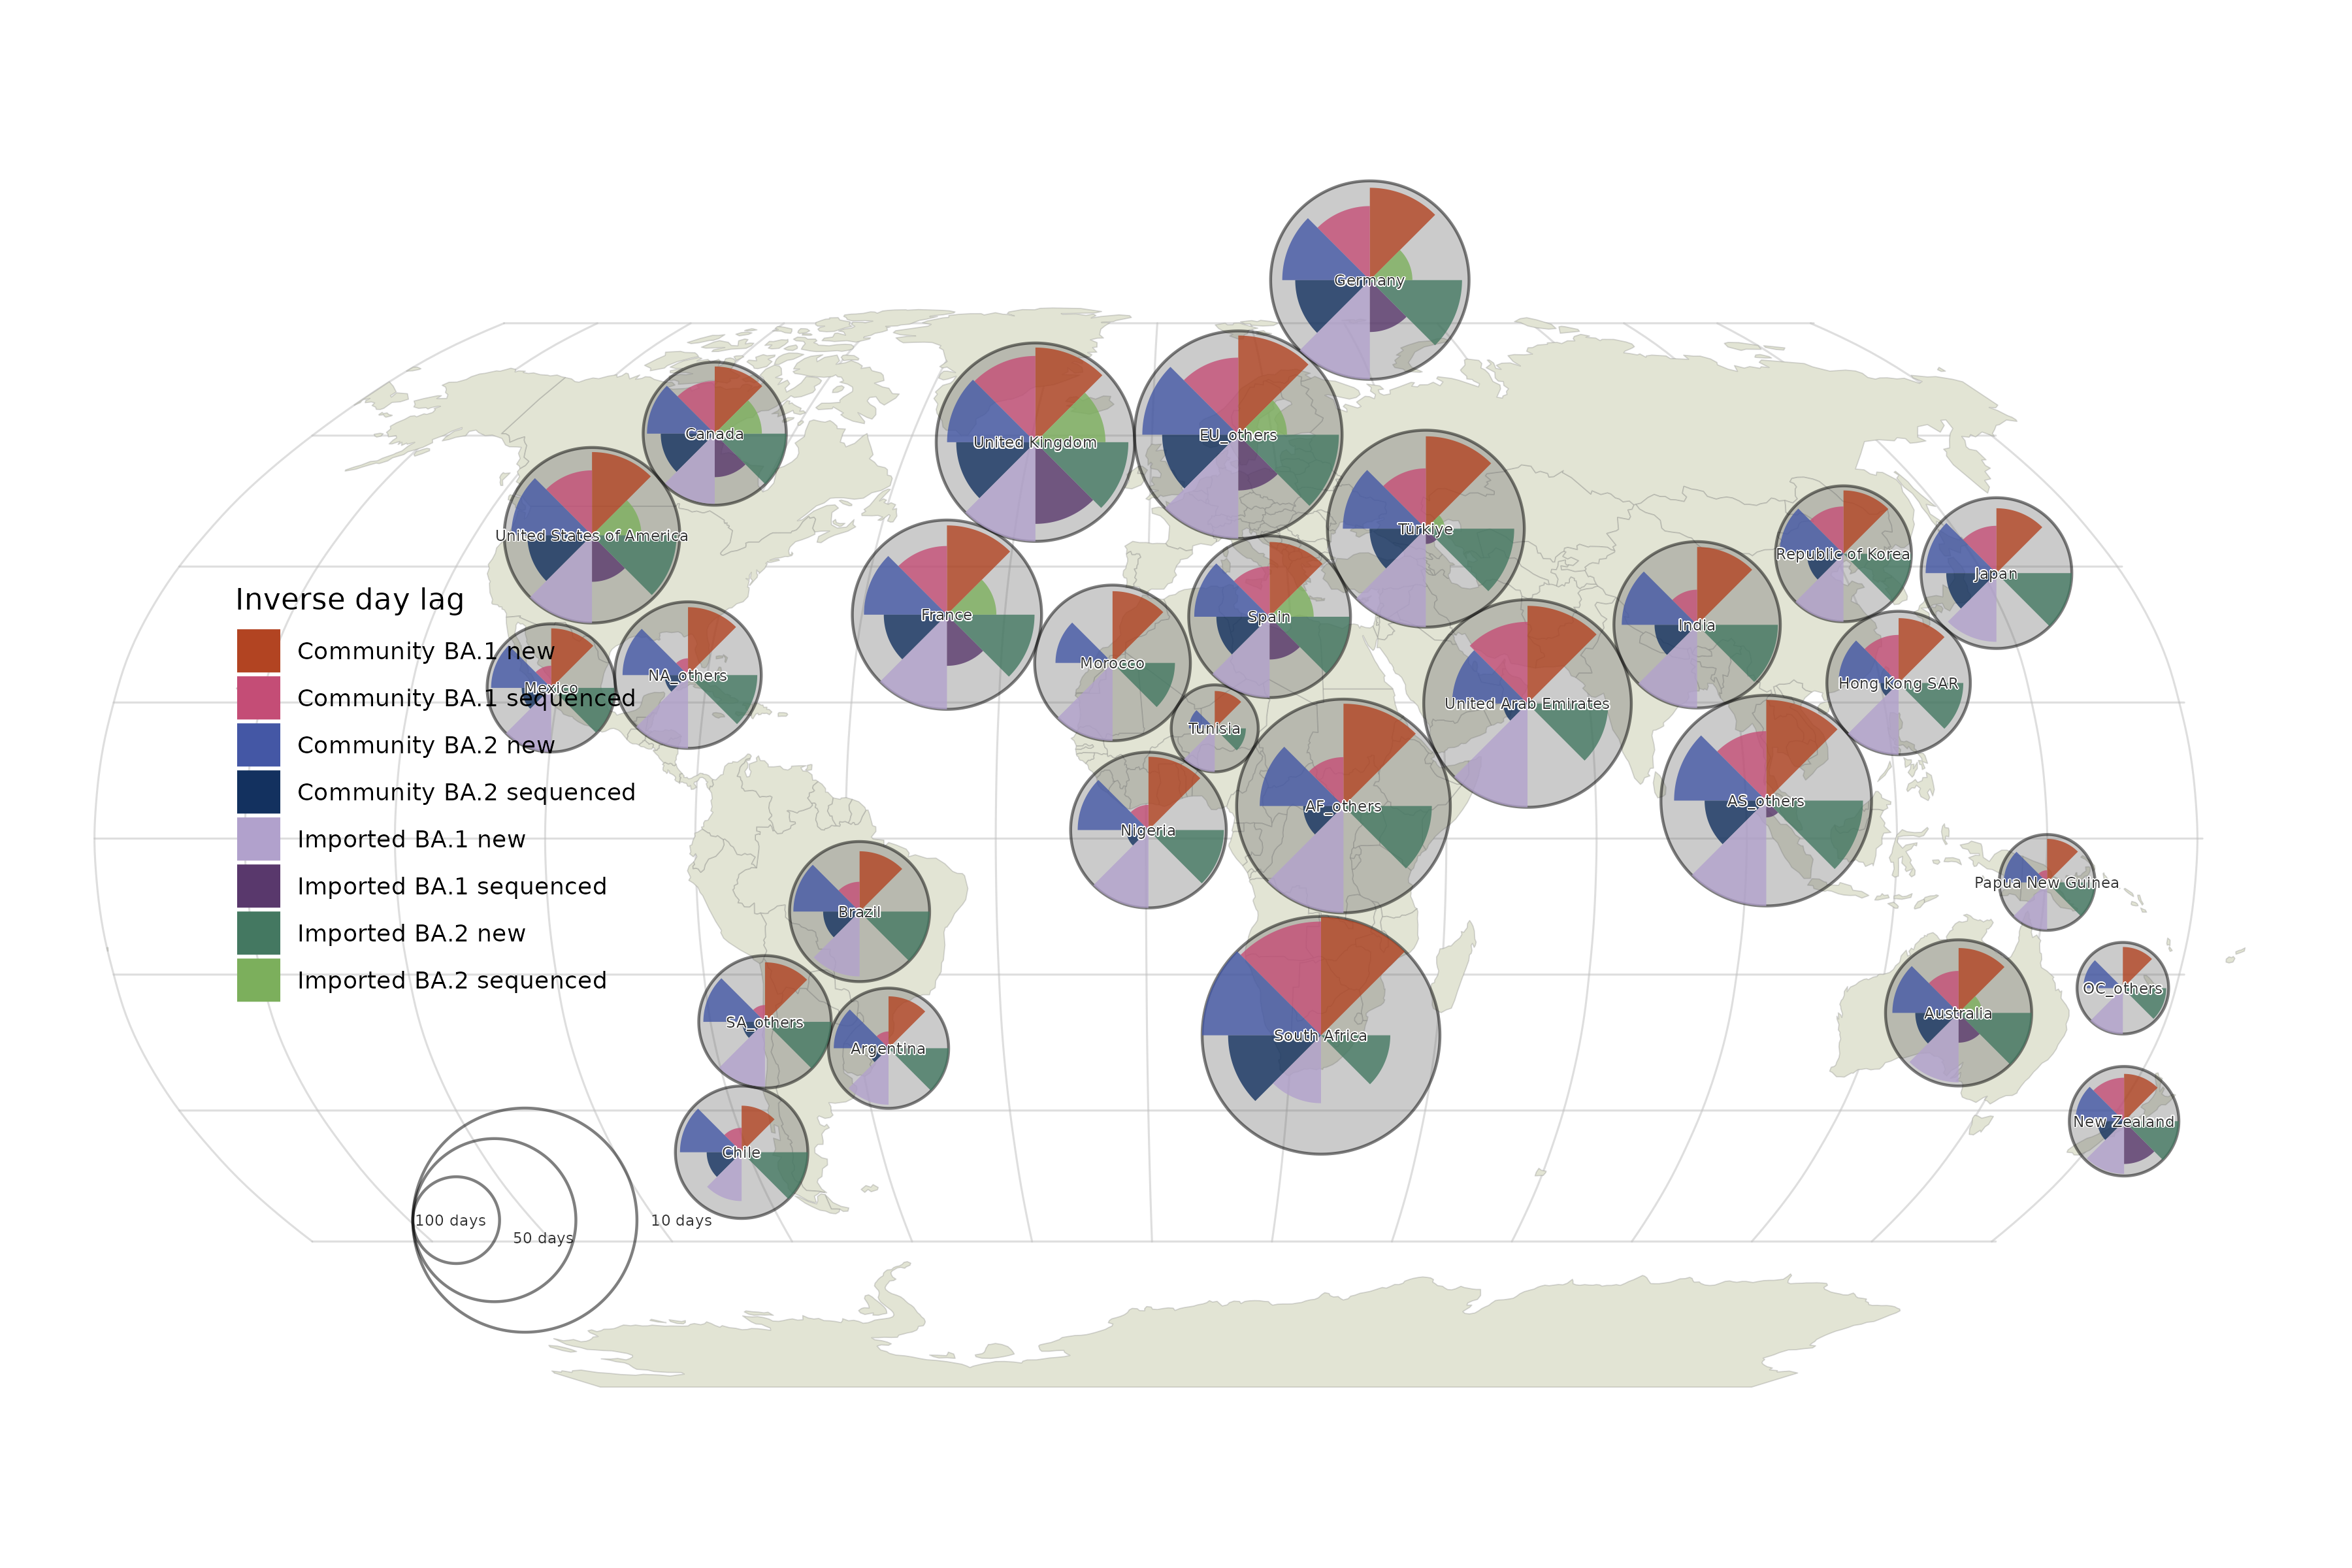 Germany
Canada
United Kingdom
EU_others
United States of America
Türkiye
Republic of Korea
Japan
France
Spain
India
Morocco
Mexico
NA_others
Hong Kong SAR
United Arab Emirates
Tunisia
AF_others
AS_others
Nigeria
Papua New Guinea
Brazil
OC_others
Australia
SA_others
Argentina
South Africa
New Zealand
Chile
Inverse day lag
Community BA.1 new
Community BA.1 sequenced
Community BA.2 new
Community BA.2 sequenced
Imported BA.1 new
Imported BA.1 sequenced
Imported BA.2 new
Imported BA.2 sequenced
100 days
50 days
10 days